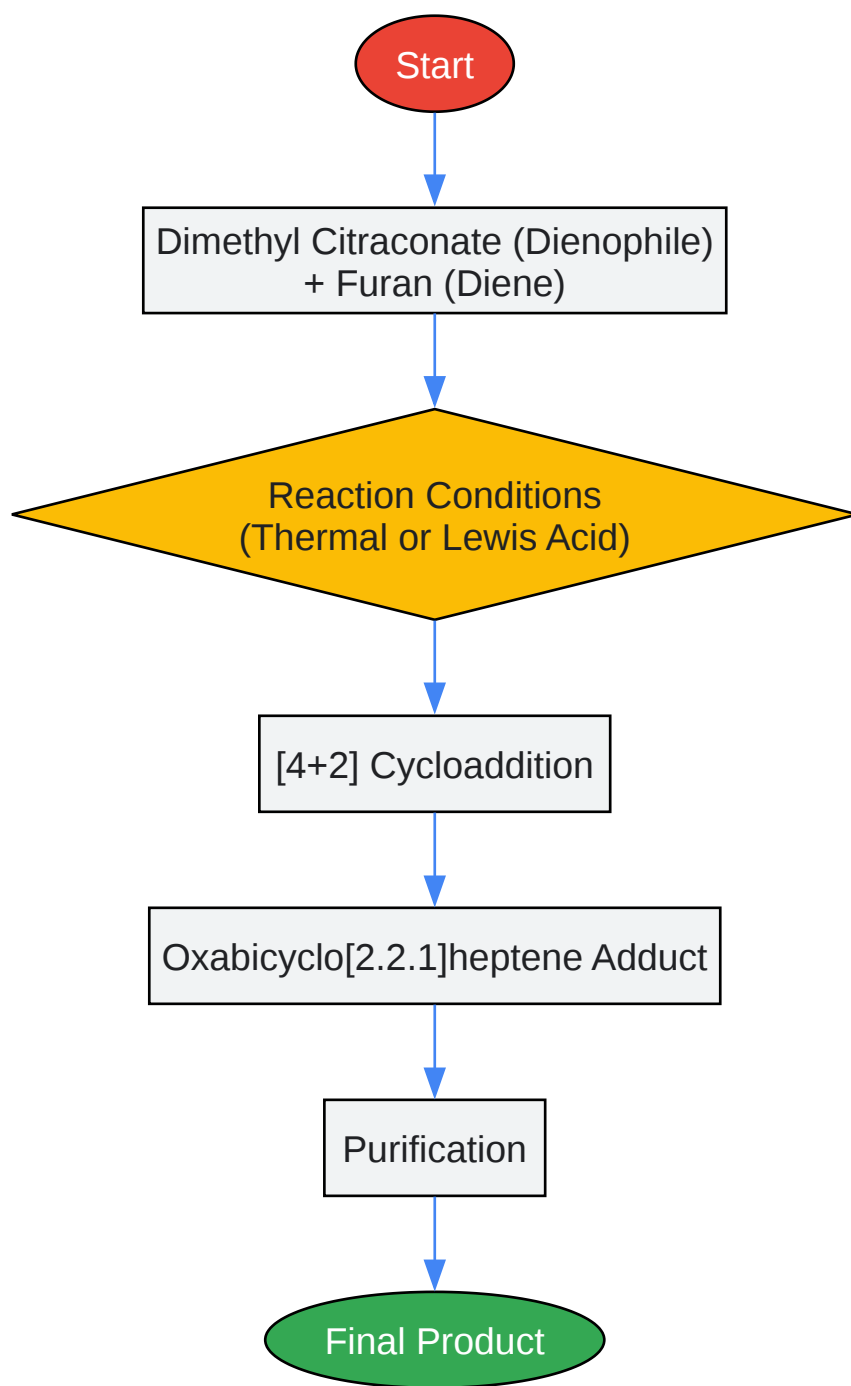 Start
Dimethyl Citraconate (Dienophile)
+ Furan (Diene)
Reaction Conditions
(Thermal or Lewis Acid)
[4+2] Cycloaddition
Oxabicyclo[2.2.1]heptene Adduct
Purification
Final Product